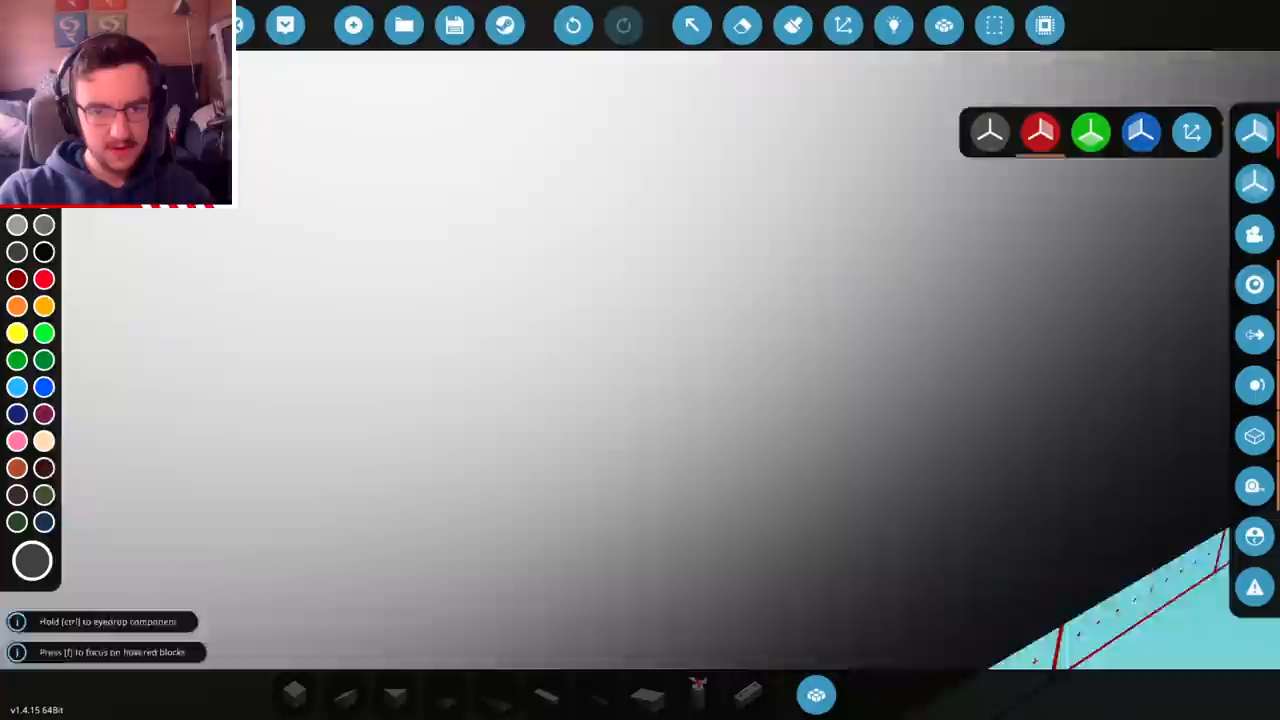 Hold [ctrl] to eyedrop component
Press [f] to focus on hovered blocks
v1.4.15 64Bit